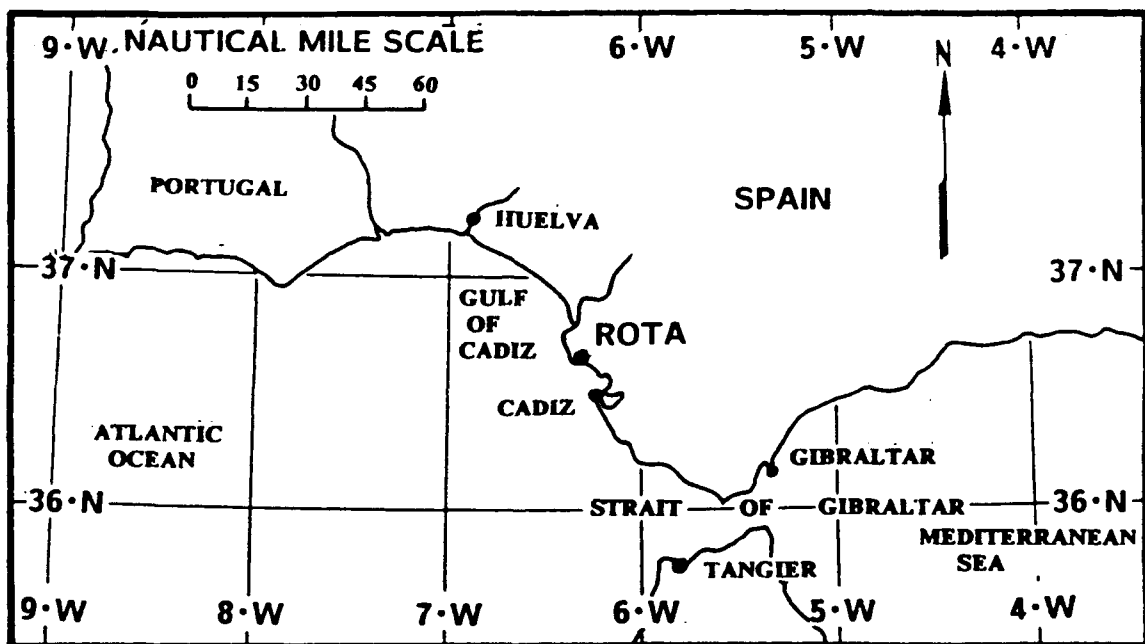 9·W
NAUTICAL MILE SCALE
6·W
5·W
4·W
N
0 15 30 45 60
PORTUGAL
SPAIN
HUELVA
37·N
37·N
GULF
OF
CADIZ
ROTA
CADIZ
ATLANTIC
OCEAN
GIBRALTAR
36·N
STRAIT OF GIBRALTAR
36·N
MEDITERRANEAN
SEA
TANGIER
9·W
8·W
7·W
6·W
5·W
4·W